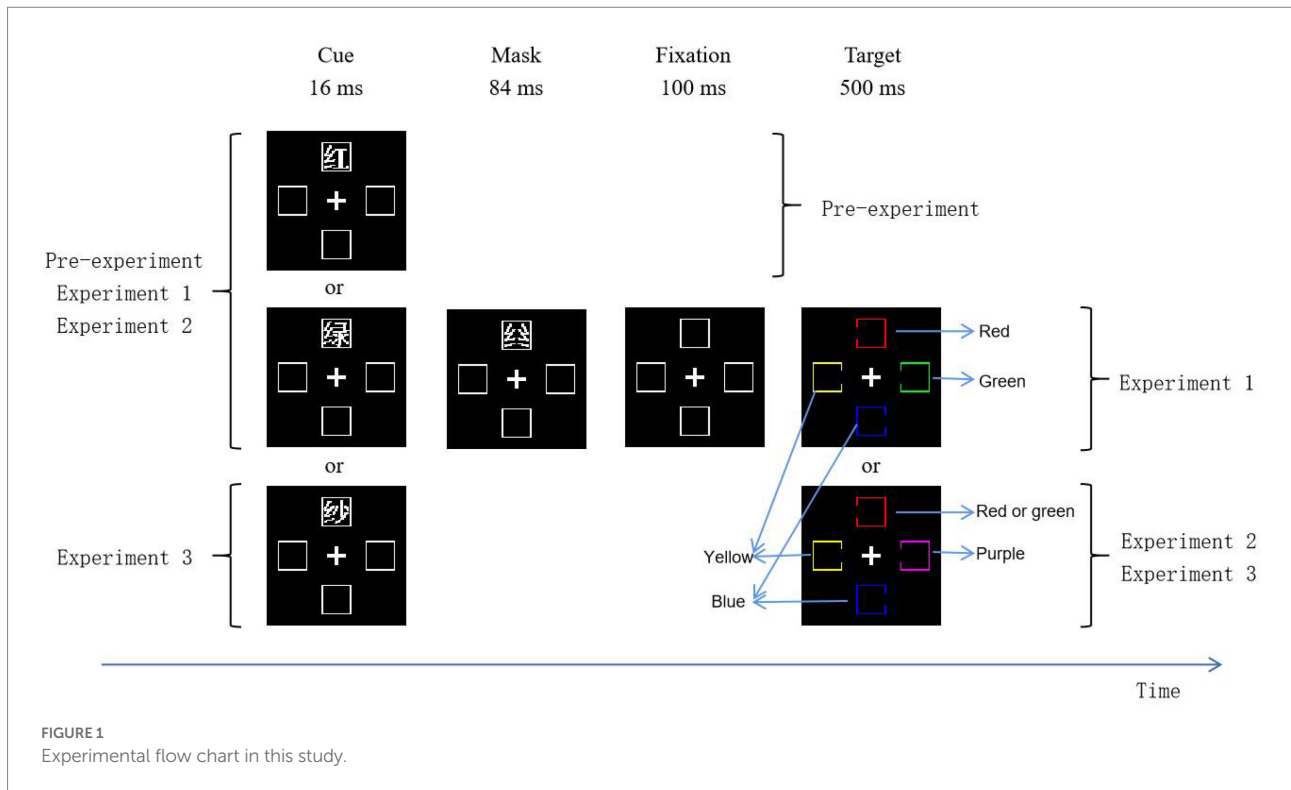 Cue
16 ms
Mask
84 ms
Fixation
100 ms
Target
500 ms
红
Pre-experiment
Pre-experiment
Experiment 1
Experiment 2
or
绿
Red
Green
Experiment 1
or
or
纱
Red or green
Purple
Experiment 3
Yellow
Blue
Experiment 2
Experiment 3
Time
FIGURE 1
Experimental flow chart in this study.